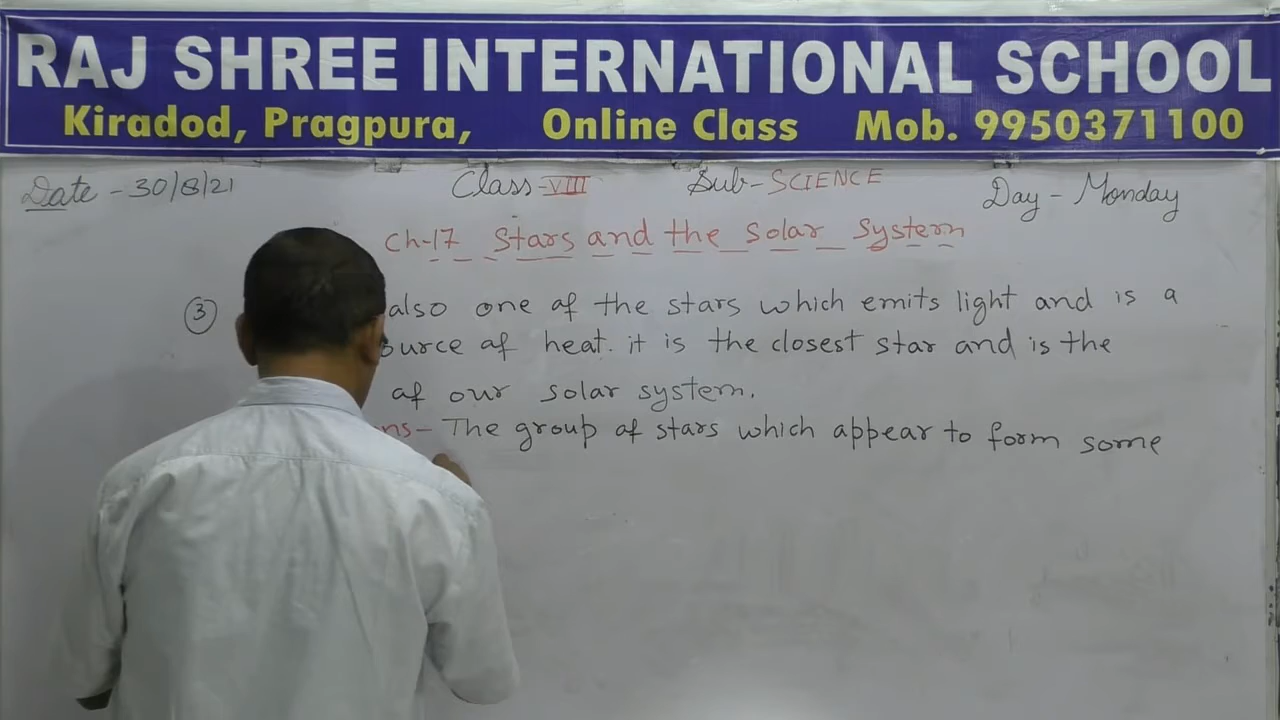 RAJ SHREE INTERNATIONAL SCHOOL
Kiradod, Pragpura, Online Class Mob. 9950371100
Date - 30/8/21 Class-VIII Sub-SCIENCE Day - Monday
Ch-17 Stars and the Solar System
③ also one of the stars which emits light and is a
ource of heat. it is the closest star and is the
of our solar system.
ns- The group of stars which appear to form some